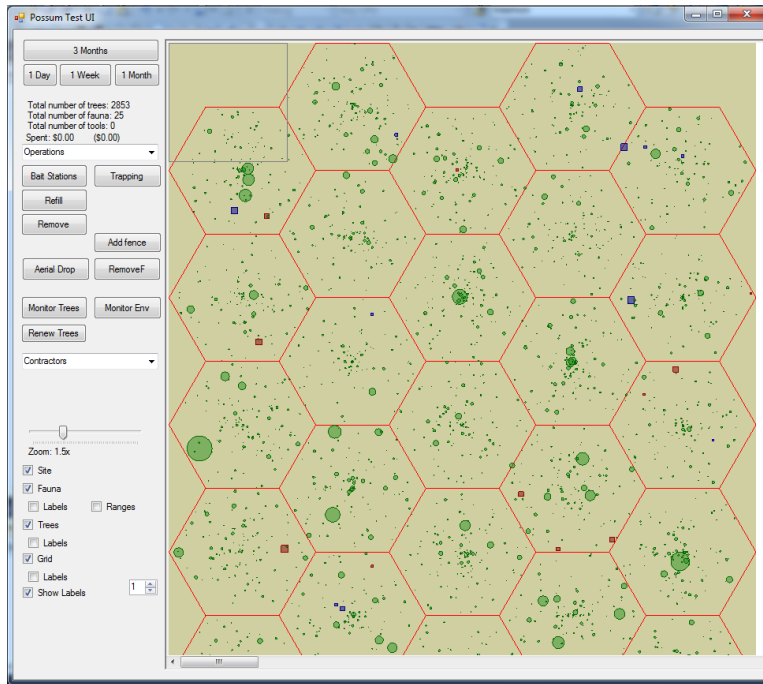 Possum Test UI
3 Months
1 Day 1 Week 1 Month
Total number of trees: 2853
Total number of fauna: 25
Total number of tools: 0
Spent: $0.00 ($0.00)
Operations
Bait Stations Trapping
Refill
Remove
Add fence
Aerial Drop RemoveF
Monitor Trees Monitor Env
Renew Trees
Contractors
Zoom: 1.5x
Site
Fauna
Labels Ranges
Trees
Labels
Grid
Labels
Show Labels 1